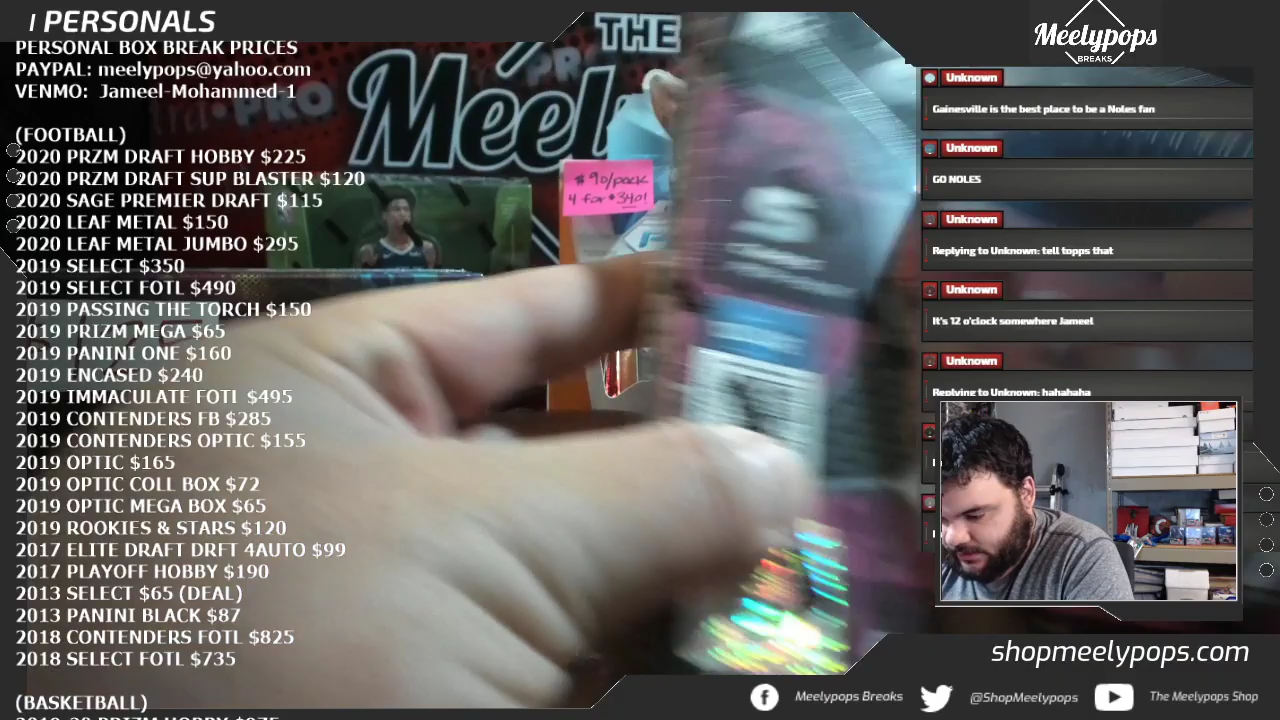 / PERSONALS
PERSONAL BOX BREAK PRICES
PAYPAL: meelypops@yahoo.com
VENMO:  Jameel-Mohammed-1
(FOOTBALL)
2020 PRZM DRAFT HOBBY $225
2020 PRZM DRAFT SUP BLASTER $120
2020 SAGE PREMIER DRAFT $115
2020 LEAF METAL $150
2020 LEAF METAL JUMBO $295
2019 SELECT $350
2019 SELECT FOTL $490
2019 PASSING THE TORCH $150
2019 PRIZM MEGA $65
2019 PANINI ONE $160
2019 ENCASED $240
2019 IMMACULATE FOTL $495
2019 CONTENDERS FB $285
2019 CONTENDERS OPTIC $155
2019 OPTIC $165
2019 OPTIC COLL BOX $72
2019 OPTIC MEGA BOX $65
2019 ROOKIES & STARS $120
2017 ELITE DRAFT DRFT 4AUTO $99
2017 PLAYOFF HOBBY $190
2013 SELECT $65 (DEAL)
2013 PANINI BLACK $87
2018 CONTENDERS FOTL $825
2018 SELECT FOTL $735
(BASKETBALL)
THE
Meel
PRO
$90/pack
4 for $340!
S
Meelypops
BREAKS
Unknown
Gainesville is the best place to be a Noles fan
Unknown
GO NOLES
Unknown
Replying to Unknown: tell topps that
Unknown
It's 12 o'clock somewhere Jameel
Unknown
Replying to Unknown: hahahaha
shopmeelypops.com
Meelypops Breaks
@ShopMeelypops
The Meelypops Shop